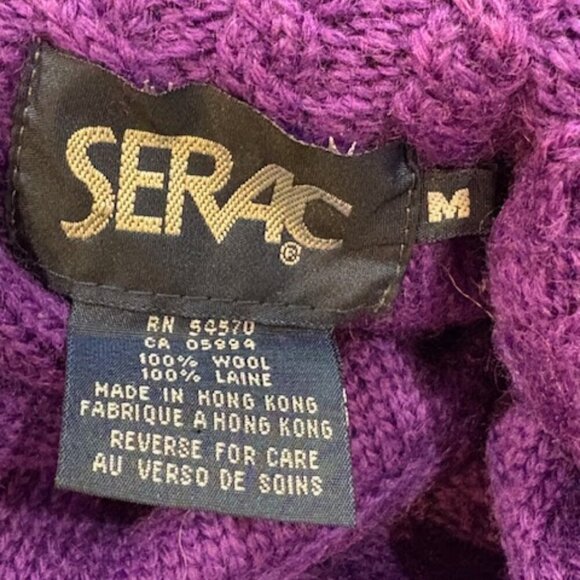 SERAC®
M
RN 54570
CA 05894
100% WOOL
100% LAINE
MADE IN HONG KONG
FABRIQUE A HONG KONG
REVERSE FOR CARE
AU VERSO DE SOINS